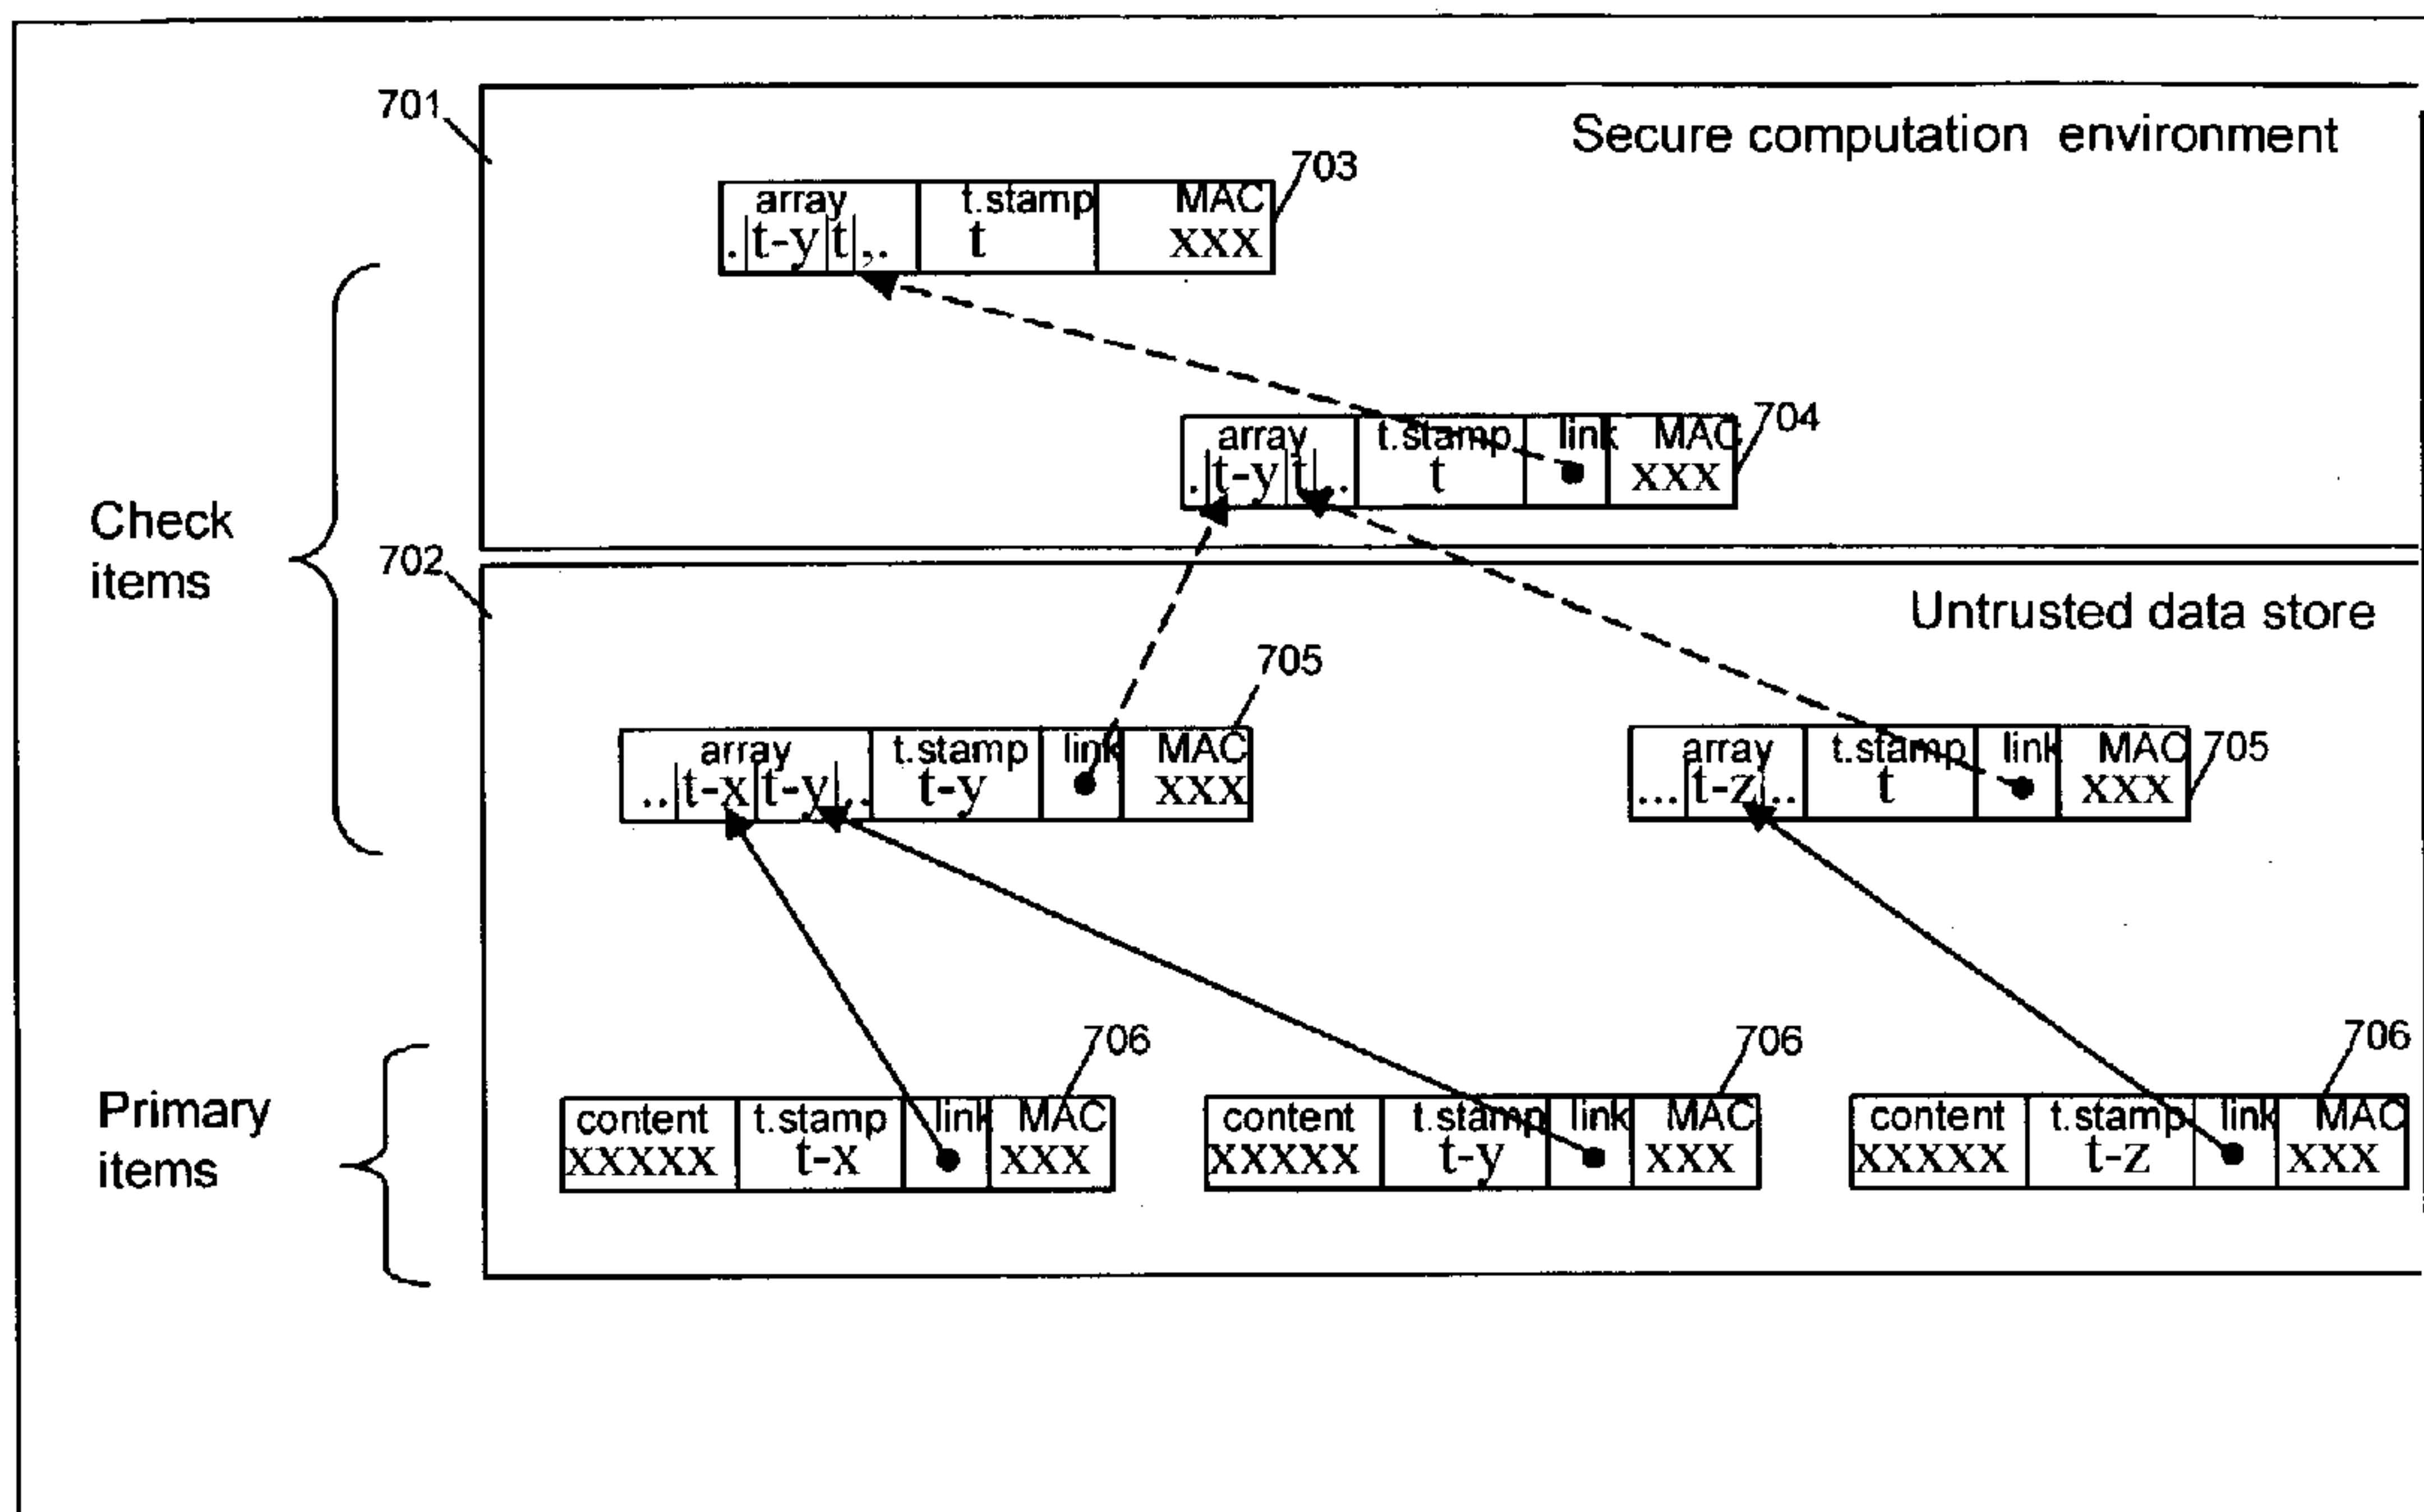 701
Secure computation environment
703
array t.stamp MAC
. t-y t ,. t xxx
704
array t.stamp link MAC
. t-y t .. t xxx
Check
items
702
Untrusted data store
705
array t.stamp link MAC
.. t-x t-y .. t-y xxx
array t.stamp link MAC 705
... t-z .. t xxx
706
706
706
Primary
items
content t.stamp link MAC
xxxxx t-x xxx
content t.stamp link MAC
xxxxx t-y xxx
content t.stamp link MAC
xxxxx t-z xxx